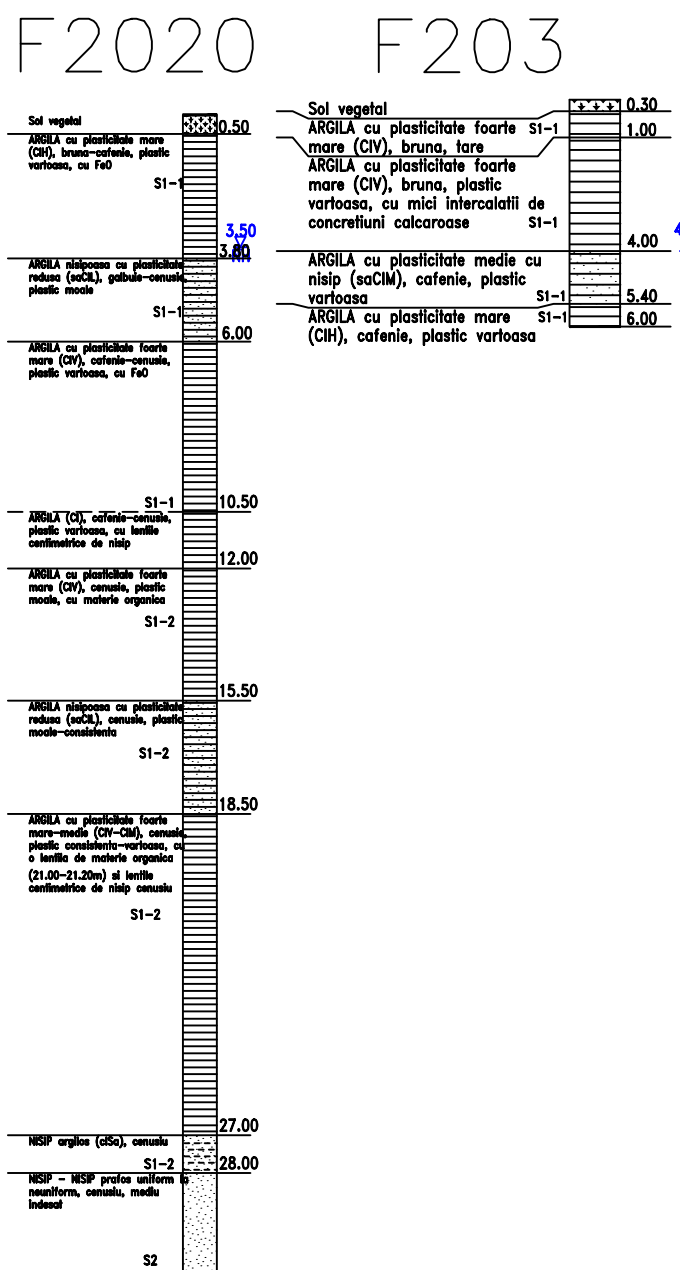 F2020
Sol vegetal
0.50
ARGILA cu plasticitate mare
(CIH), bruna-cafenie, plastic
vartoasa, cu FeO
S1-1
3.50
ARGILA nisipoasa cu plasticitate
redusa (saCIL), galbuie-cenusie,
plastic moale
S1-1
6.00
ARGILA cu plasticitate foarte
mare (CIV), cafenie-cenusie,
plastic vartoasa, cu FeO
S1-1
10.50
ARGILA (CI), cafenie-cenusie,
plastic vartoasa, cu lentile
centimetrice de nisip
12.00
ARGILA cu plasticitate foarte
mare (CIV), cenusie, plastic
moale, cu materie organica
S1-2
15.50
ARGILA nisipoasa cu plasticitate
redusa (saCIL), cenusie, plastic
moale-consistenta
S1-2
18.50
ARGILA cu plasticitate foarte
mare-medie (CIV-CIM), cenusie,
plastic consistenta-vartoasa, cu
o lentila de materie organica
(21.00-21.20m) si lentile
centimetrice de nisip cenusiu
S1-2
27.00
NISIP argilos (clSa), cenusiu
S1-2
28.00
NISIP - NISIP prafos uniform la
neuniform, cenusiu, mediu
indesat
S2
F203
Sol vegetal
0.30
ARGILA cu plasticitate foarte S1-1
mare (CIV), bruna, tare
1.00
ARGILA cu plasticitate foarte
mare (CIV), bruna, plastic
vartoasa, cu mici intercalatii de
concretiuni calcaroase S1-1
4.00
ARGILA cu plasticitate medie cu
nisip (saCIM), cafenie, plastic
vartoasa S1-1
5.40
ARGILA cu plasticitate mare S1-1
(CIH), cafenie, plastic vartoasa
6.00